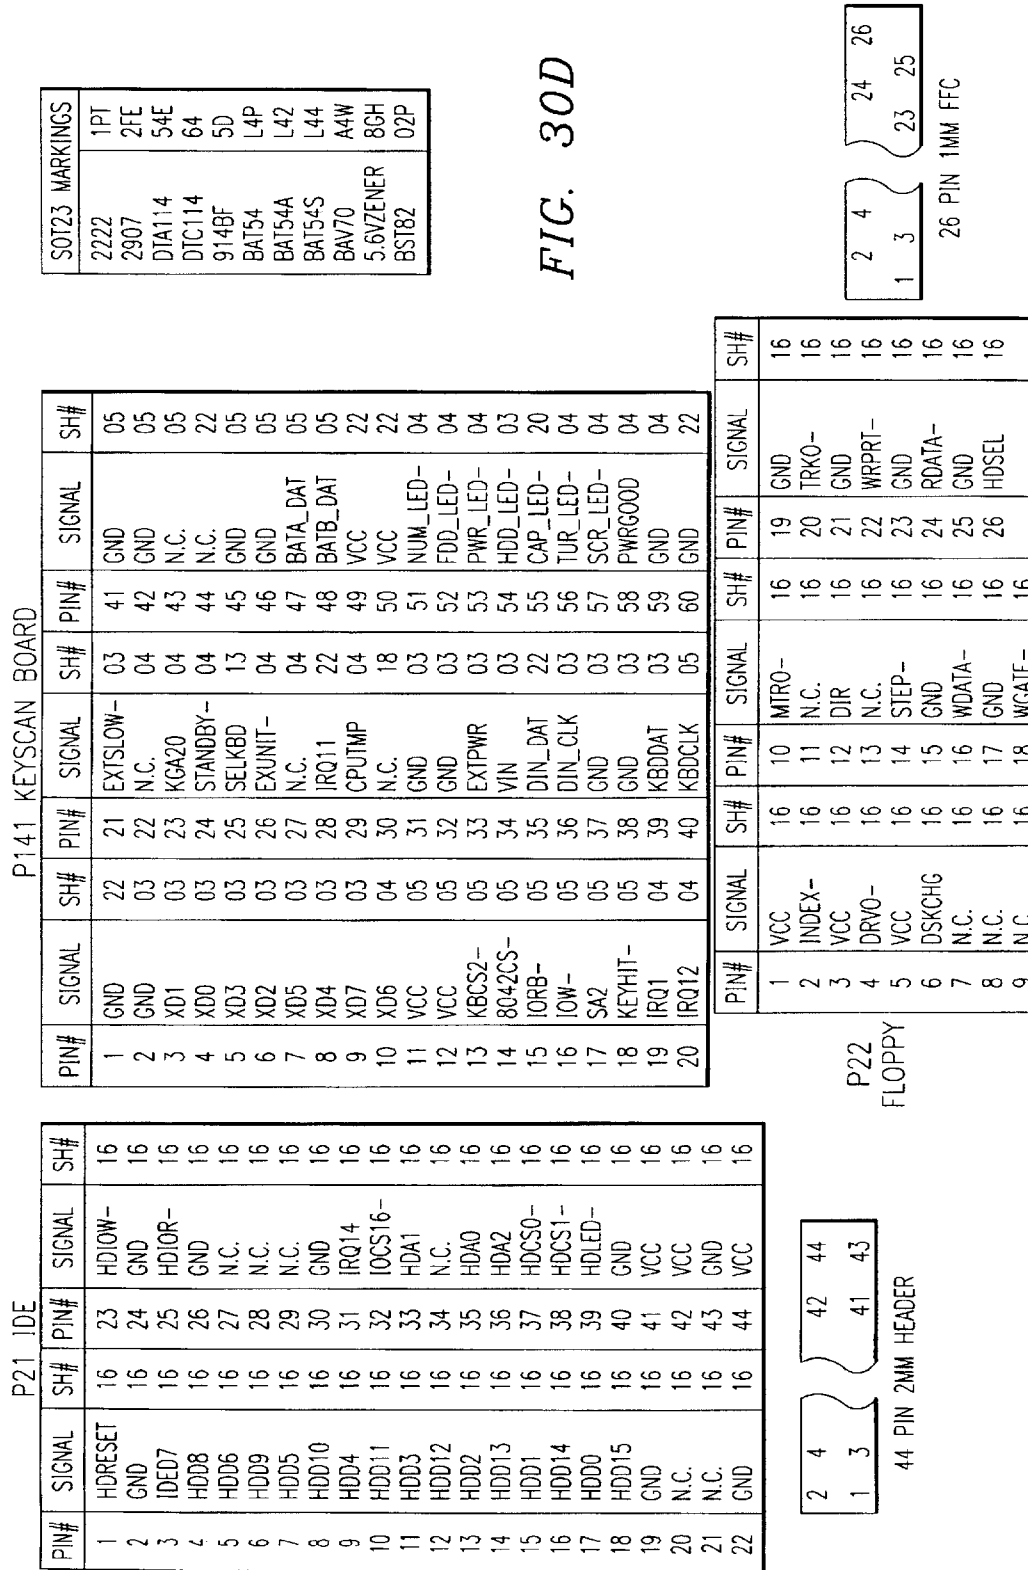 P21 IDE
PIN# SIGNAL SH# PIN# SIGNAL SH#
1 HDRESET 16 23 HDIOW- 16
2 GND 16 24 GND 16
3 IDED7 16 25 HDIOR- 16
4 HDD8 16 26 GND 16
5 HDD6 16 27 N.C. 16
6 HDD9 16 28 N.C. 16
7 HDD5 16 29 N.C. 16
8 HDD10 16 30 GND 16
9 HDD4 16 31 IRQ14 16
10 HDD11 16 32 IOCS16- 16
11 HDD3 16 33 HDA1 16
12 HDD12 16 34 N.C. 16
13 HDD2 16 35 HDA0 16
14 HDD13 16 36 HDA2 16
15 HDD1 16 37 HDCS0- 16
16 HDD14 16 38 HDCS1- 16
17 HDD0 16 39 HDLED- 16
18 HDD15 16 40 GND 16
19 GND 16 41 VCC 16
20 N.C. 16 42 VCC 16
21 N.C. 16 43 GND 16
22 GND 16 44 VCC 16
2 4 42 44
1 3 41 43
44 PIN 2MM HEADER
P141 KEYSCAN BOARD
PIN# SIGNAL SH# PIN# SIGNAL SH# PIN# SIGNAL SH#
1 GND 22 21 EXTSLOW- 03 41 GND 05
2 GND 03 22 N.C. 04 42 GND 05
3 XD1 03 23 KGA20 04 43 N.C. 05
4 XD0 03 24 STANDBY- 04 44 N.C. 22
5 XD3 03 25 SELKBD 13 45 GND 05
6 XD2 03 26 EXUNIT- 04 46 GND 05
7 XD5 03 27 N.C. 04 47 BATA_DAT 05
8 XD4 03 28 IRQ11 22 48 BATB_DAT 05
9 XD7 03 29 CPUTMP 04 49 VCC 22
10 XD6 04 30 N.C. 18 50 VCC 22
11 VCC 05 31 GND 03 51 NUM_LED- 04
12 VCC 05 32 GND 03 52 FDD_LED- 04
13 KBCS2- 05 33 EXTPWR 03 53 PWR_LED- 04
14 8042CS- 05 34 VIN 03 54 HDD_LED- 03
15 IORB- 05 35 DIN_DAT 22 55 CAP_LED- 20
16 IOW- 05 36 DIN_CLK 03 56 TUR_LED- 04
17 SA2 05 37 GND 03 57 SCR_LED- 04
18 KEYHIT- 05 38 GND 03 58 PWRGOOD 04
19 IRQ1 04 39 KBDDAT 03 59 GND 04
20 IRQ12 04 40 KBDCLK 05 60 GND 22
P22
FLOPPY
PIN# SIGNAL SH# PIN# SIGNAL SH# PIN# SIGNAL SH#
1 VCC 16 10 MTRO- 16 19 GND 16
2 INDEX- 16 11 N.C. 16 20 TRKO- 16
3 VCC 16 12 DIR 16 21 GND 16
4 DRVO- 16 13 N.C. 16 22 WRPRT- 16
5 VCC 16 14 STEP- 16 23 GND 16
6 DSKCHG 16 15 GND 16 24 RDATA- 16
7 N.C. 16 16 WDATA- 16 25 GND 16
8 N.C. 16 17 GND 16 26 HDSEL 16
9 N.C. 16 18 WGATE- 16
SOT23 MARKINGS
2222 1PT
2907 2FE
DTA114 54E
DTC114 64
914BF 5D
BAT54 L4P
BAT54A L42
BAT54S L44
BAV70 A4W
5.6VZENER 8GH
BST82 02P
FIG. 30D
2 4 24 26
1 3 23 25
26 PIN 1MM FFC